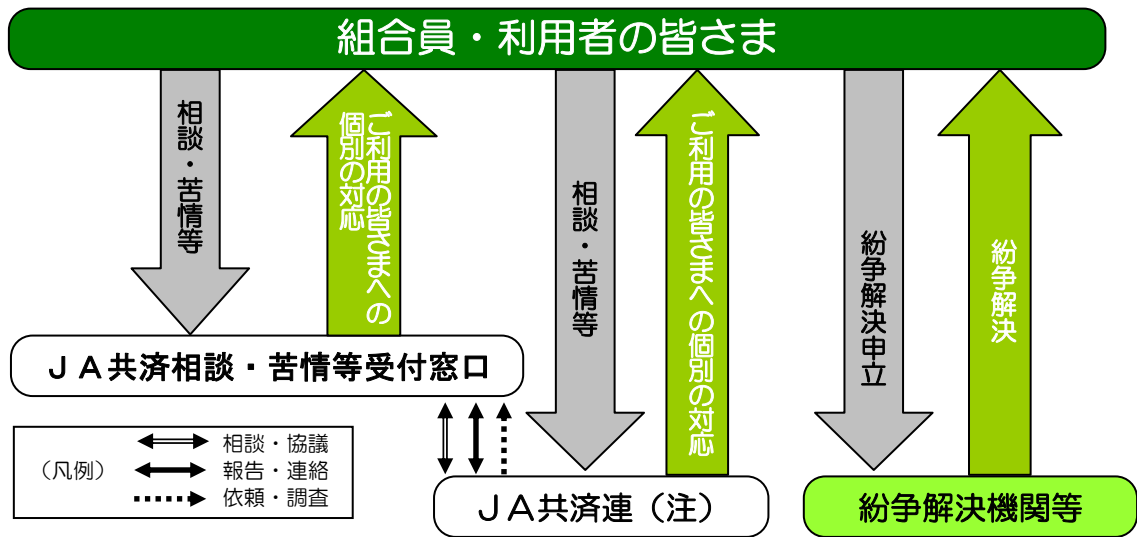 組合員・利用者の皆さま
相談・苦情等
ご利用の皆さまへの
個別の対応
相談・苦情等
ご利用の皆さまへの個別の対応
紛争解決申立
紛争解決
ＪＡ共済相談・苦情等受付窓口
（凡例）
相談・協議
報告・連絡
依頼・調査
ＪＡ共済連（注）
紛争解決機関等